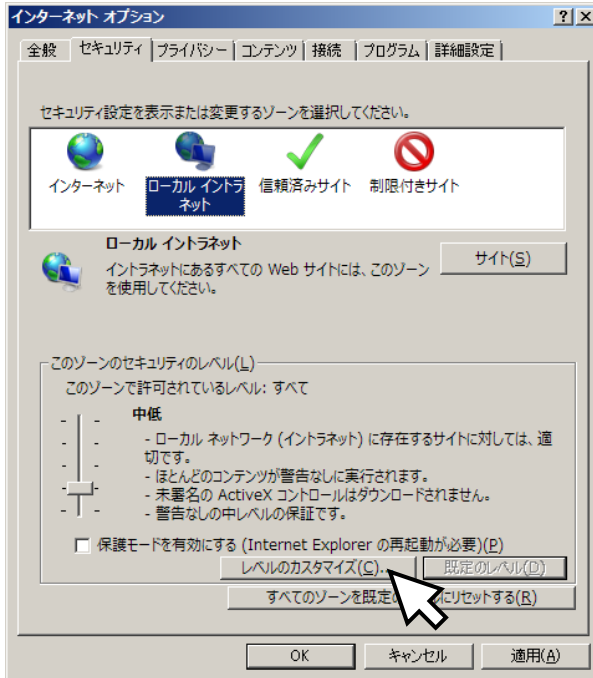 インターネット オプション
全般 セキュリティ プライバシー コンテンツ 接続 プログラム 詳細設定
セキュリティ設定を表示または変更するゾーンを選択してください。
インターネット ローカル イントラ 信頼済みサイト 制限付きサイト
ネット
ローカル イントラネット
サイト(S)
イントラネットにあるすべての Web サイトには、このゾーン
を使用してください。
このゾーンのセキュリティのレベル(L)
このゾーンで許可されているレベル: すべて
中低
- ローカル ネットワーク (イントラネット) に存在するサイトに対しては、適
切です。
- ほとんどのコンテンツが警告なしに実行されます。
- 未署名の ActiveX コントロールはダウンロードされません。
- 警告なしの中レベルの保証です。
保護モードを有効にする (Internet Explorer の再起動が必要)(P)
レベルのカスタマイズ(C)... 既定のレベル(D)
すべてのゾーンを既定 ルにリセットする(R)
OK キャンセル 適用(A)